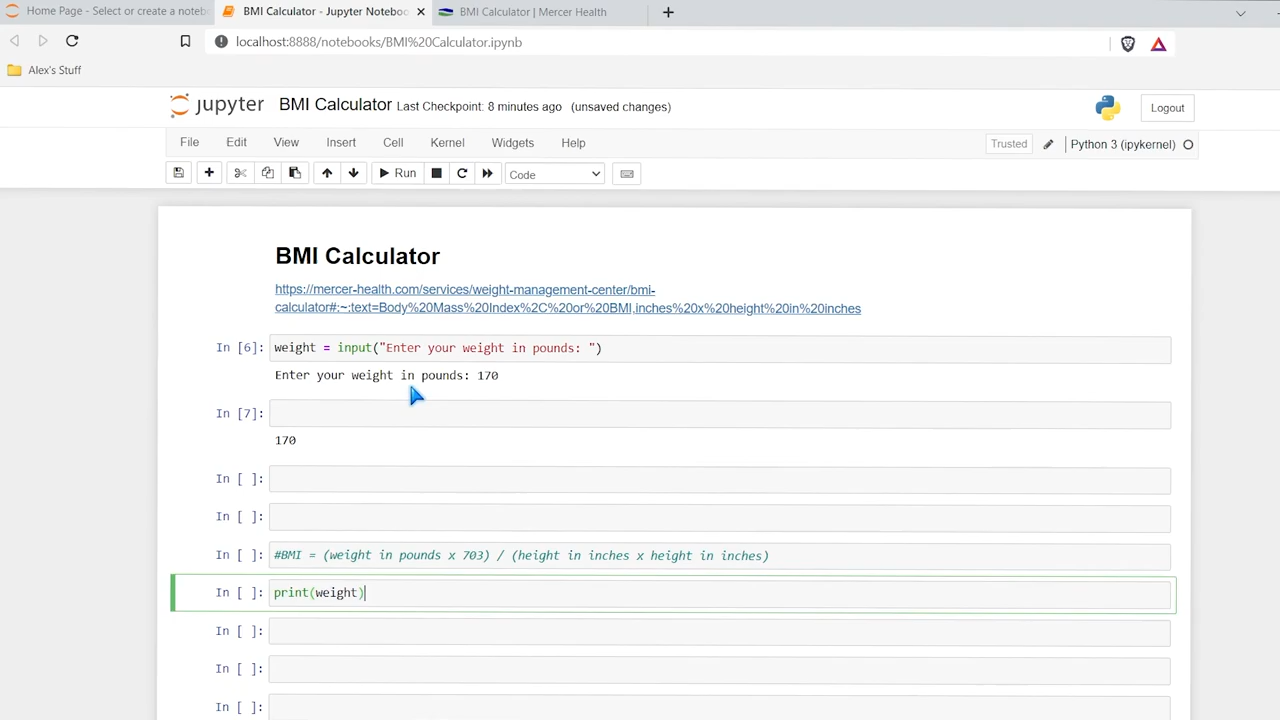 Home Page - Select or create a noteb
BMI Calculator - Jupyter Noteboo
BMI Calculator | Mercer Health
localhost:8888/notebooks/BMI%20Calculator.ipynb
Alex's Stuff
jupyter BMI Calculator Last Checkpoint: 8 minutes ago (unsaved changes)
Logout
File Edit View Insert Cell Kernel Widgets Help
Trusted Python 3 (ipykernel)
Run Code
BMI Calculator
https://mercer-health.com/services/weight-management-center/bmi-
calculator#:~:text=Body%20Mass%20Index%2C%20or%20BMI,inches%20x%20height%20in%20inches
In [6]: weight = input("Enter your weight in pounds: ")
Enter your weight in pounds: 170
In [7]:
170
In [ ]:
In [ ]:
In [ ]: #BMI = (weight in pounds x 703) / (height in inches x height in inches)
In [ ]: print(weight)
In [ ]:
In [ ]:
In [ ]: